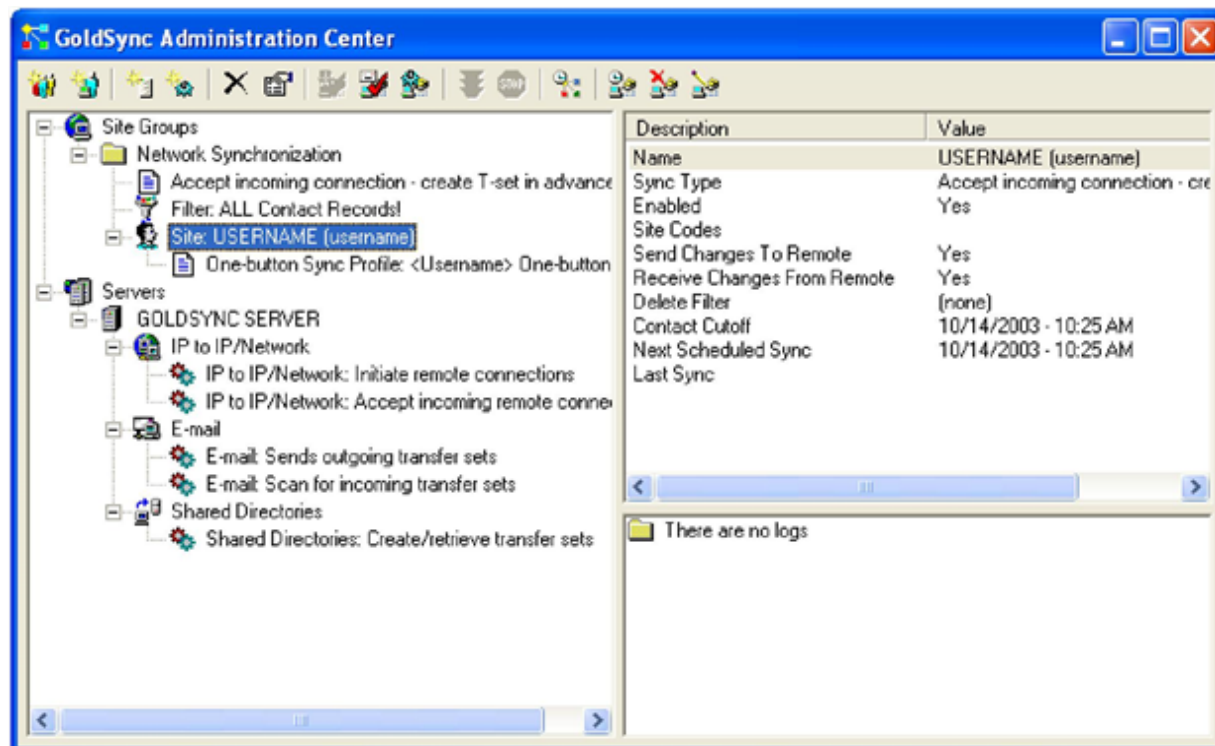 GoldSync Administration Center
Site Groups
Network Synchronization
Accept incoming connection - create T-set in advance
Filter: ALL Contact Records!
Site: USERNAME (username)
One-button Sync Profile: <Username> One-button
Servers
GOLDSYNC SERVER
IP to IP/Network
IP to IP/Network: Initiate remote connections
IP to IP/Network: Accept incoming remote conne
E-mail
E-mail: Sends outgoing transfer sets
E-mail: Scan for incoming transfer sets
Shared Directories
Shared Directories: Create/retrieve transfer sets
Description Value
Name USERNAME (username)
Sync Type Accept incoming connection - cre
Enabled Yes
Site Codes
Send Changes To Remote Yes
Receive Changes From Remote Yes
Delete Filter (none)
Contact Cutoff 10/14/2003 - 10:25 AM
Next Scheduled Sync 10/14/2003 - 10:25 AM
Last Sync
There are no logs